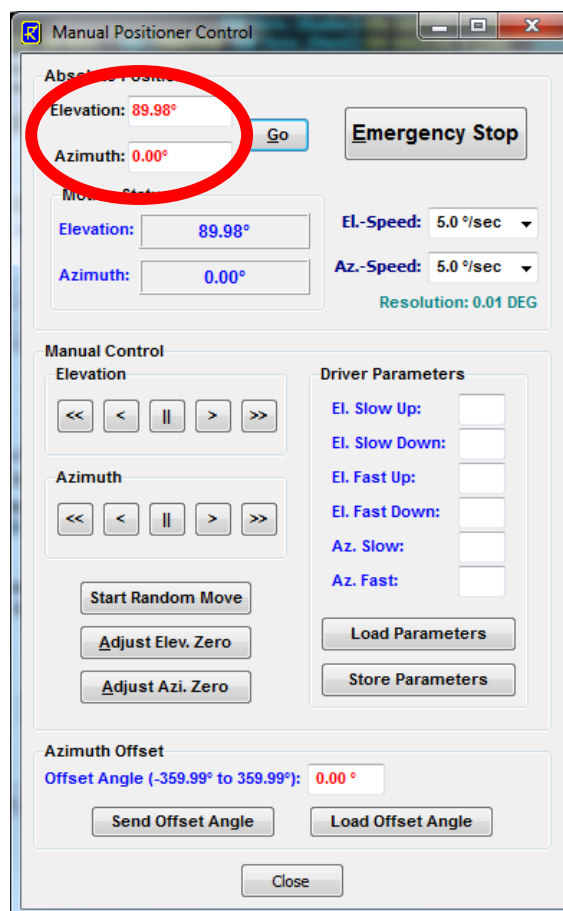 Manual Positioner Control
Elevation: 89.98°
Go
Emergency Stop
Azimuth: 0.00°
Elevation: 89.98°
El.-Speed: 5.0 °/sec
Azimuth: 0.00°
Az.-Speed: 5.0 °/sec
Resolution: 0.01 DEG
Manual Control
Elevation
<< < || > >>
Azimuth
<< < || > >>
Start Random Move
Adjust Elev. Zero
Adjust Azi. Zero
Driver Parameters
El. Slow Up:
El. Slow Down:
El. Fast Up:
El. Fast Down:
Az. Slow:
Az. Fast:
Load Parameters
Store Parameters
Azimuth Offset
Offset Angle (-359.99° to 359.99°): 0.00 °
Send Offset Angle
Load Offset Angle
Close